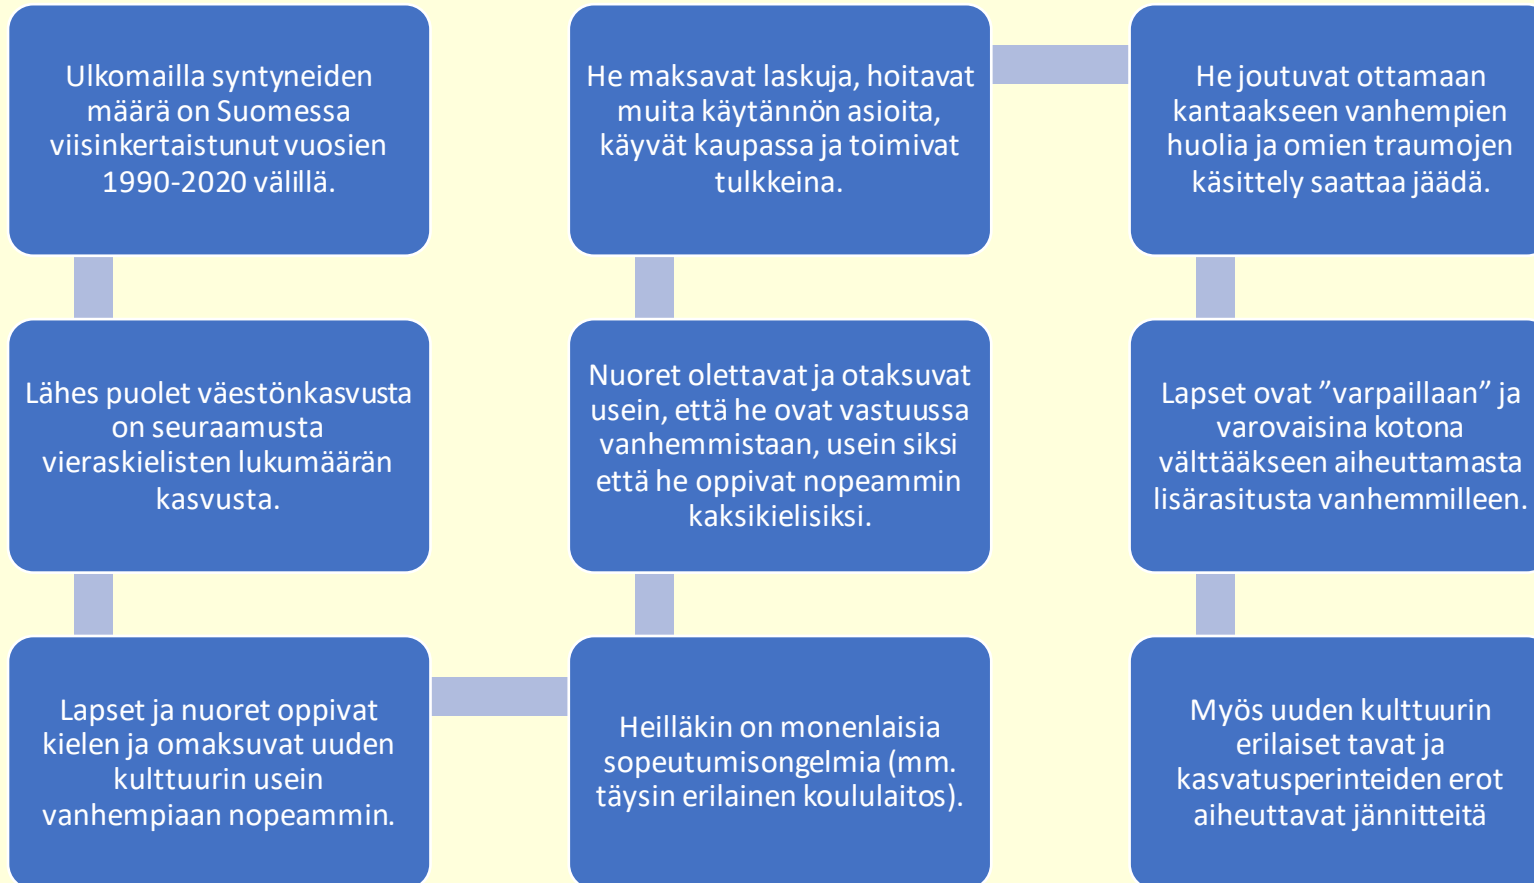 Ulkomailla syntyneiden
määrä on Suomessa
viisinkertaistunut vuosien
1990-2020 välillä.
Lähes puolet väestönkasvusta
on seuraamusta
vieraskielisten lukumäärän
kasvusta.
Lapset ja nuoret oppivat
kielen ja omaksuvat uuden
kulttuurin usein
vanhempiaan nopeammin.
Heilläkin on monenlaisia
sopeutumisongelmia (mm.
täysin erilainen koululaitos).
Nuoret olettavat ja otaksuvat
usein, että he ovat vastuussa
vanhemmistaan, usein siksi
että he oppivat nopeammin
kaksikielisiksi.
He maksavat laskuja, hoitavat
muita käytännön asioita,
käyvät kaupassa ja toimivat
tulkkeina.
He joutuvat ottamaan
kantaakseen vanhempien
huolia ja omien traumojen
käsittely saattaa jäädä.
Lapset ovat ”varpaillaan” ja
varovaisina kotona
välttääkseen aiheuttamasta
lisärasitusta vanhemmilleen.
Myös uuden kulttuurin
erilaiset tavat ja
kasvatusperinteiden erot
aiheuttavat jännitteitä